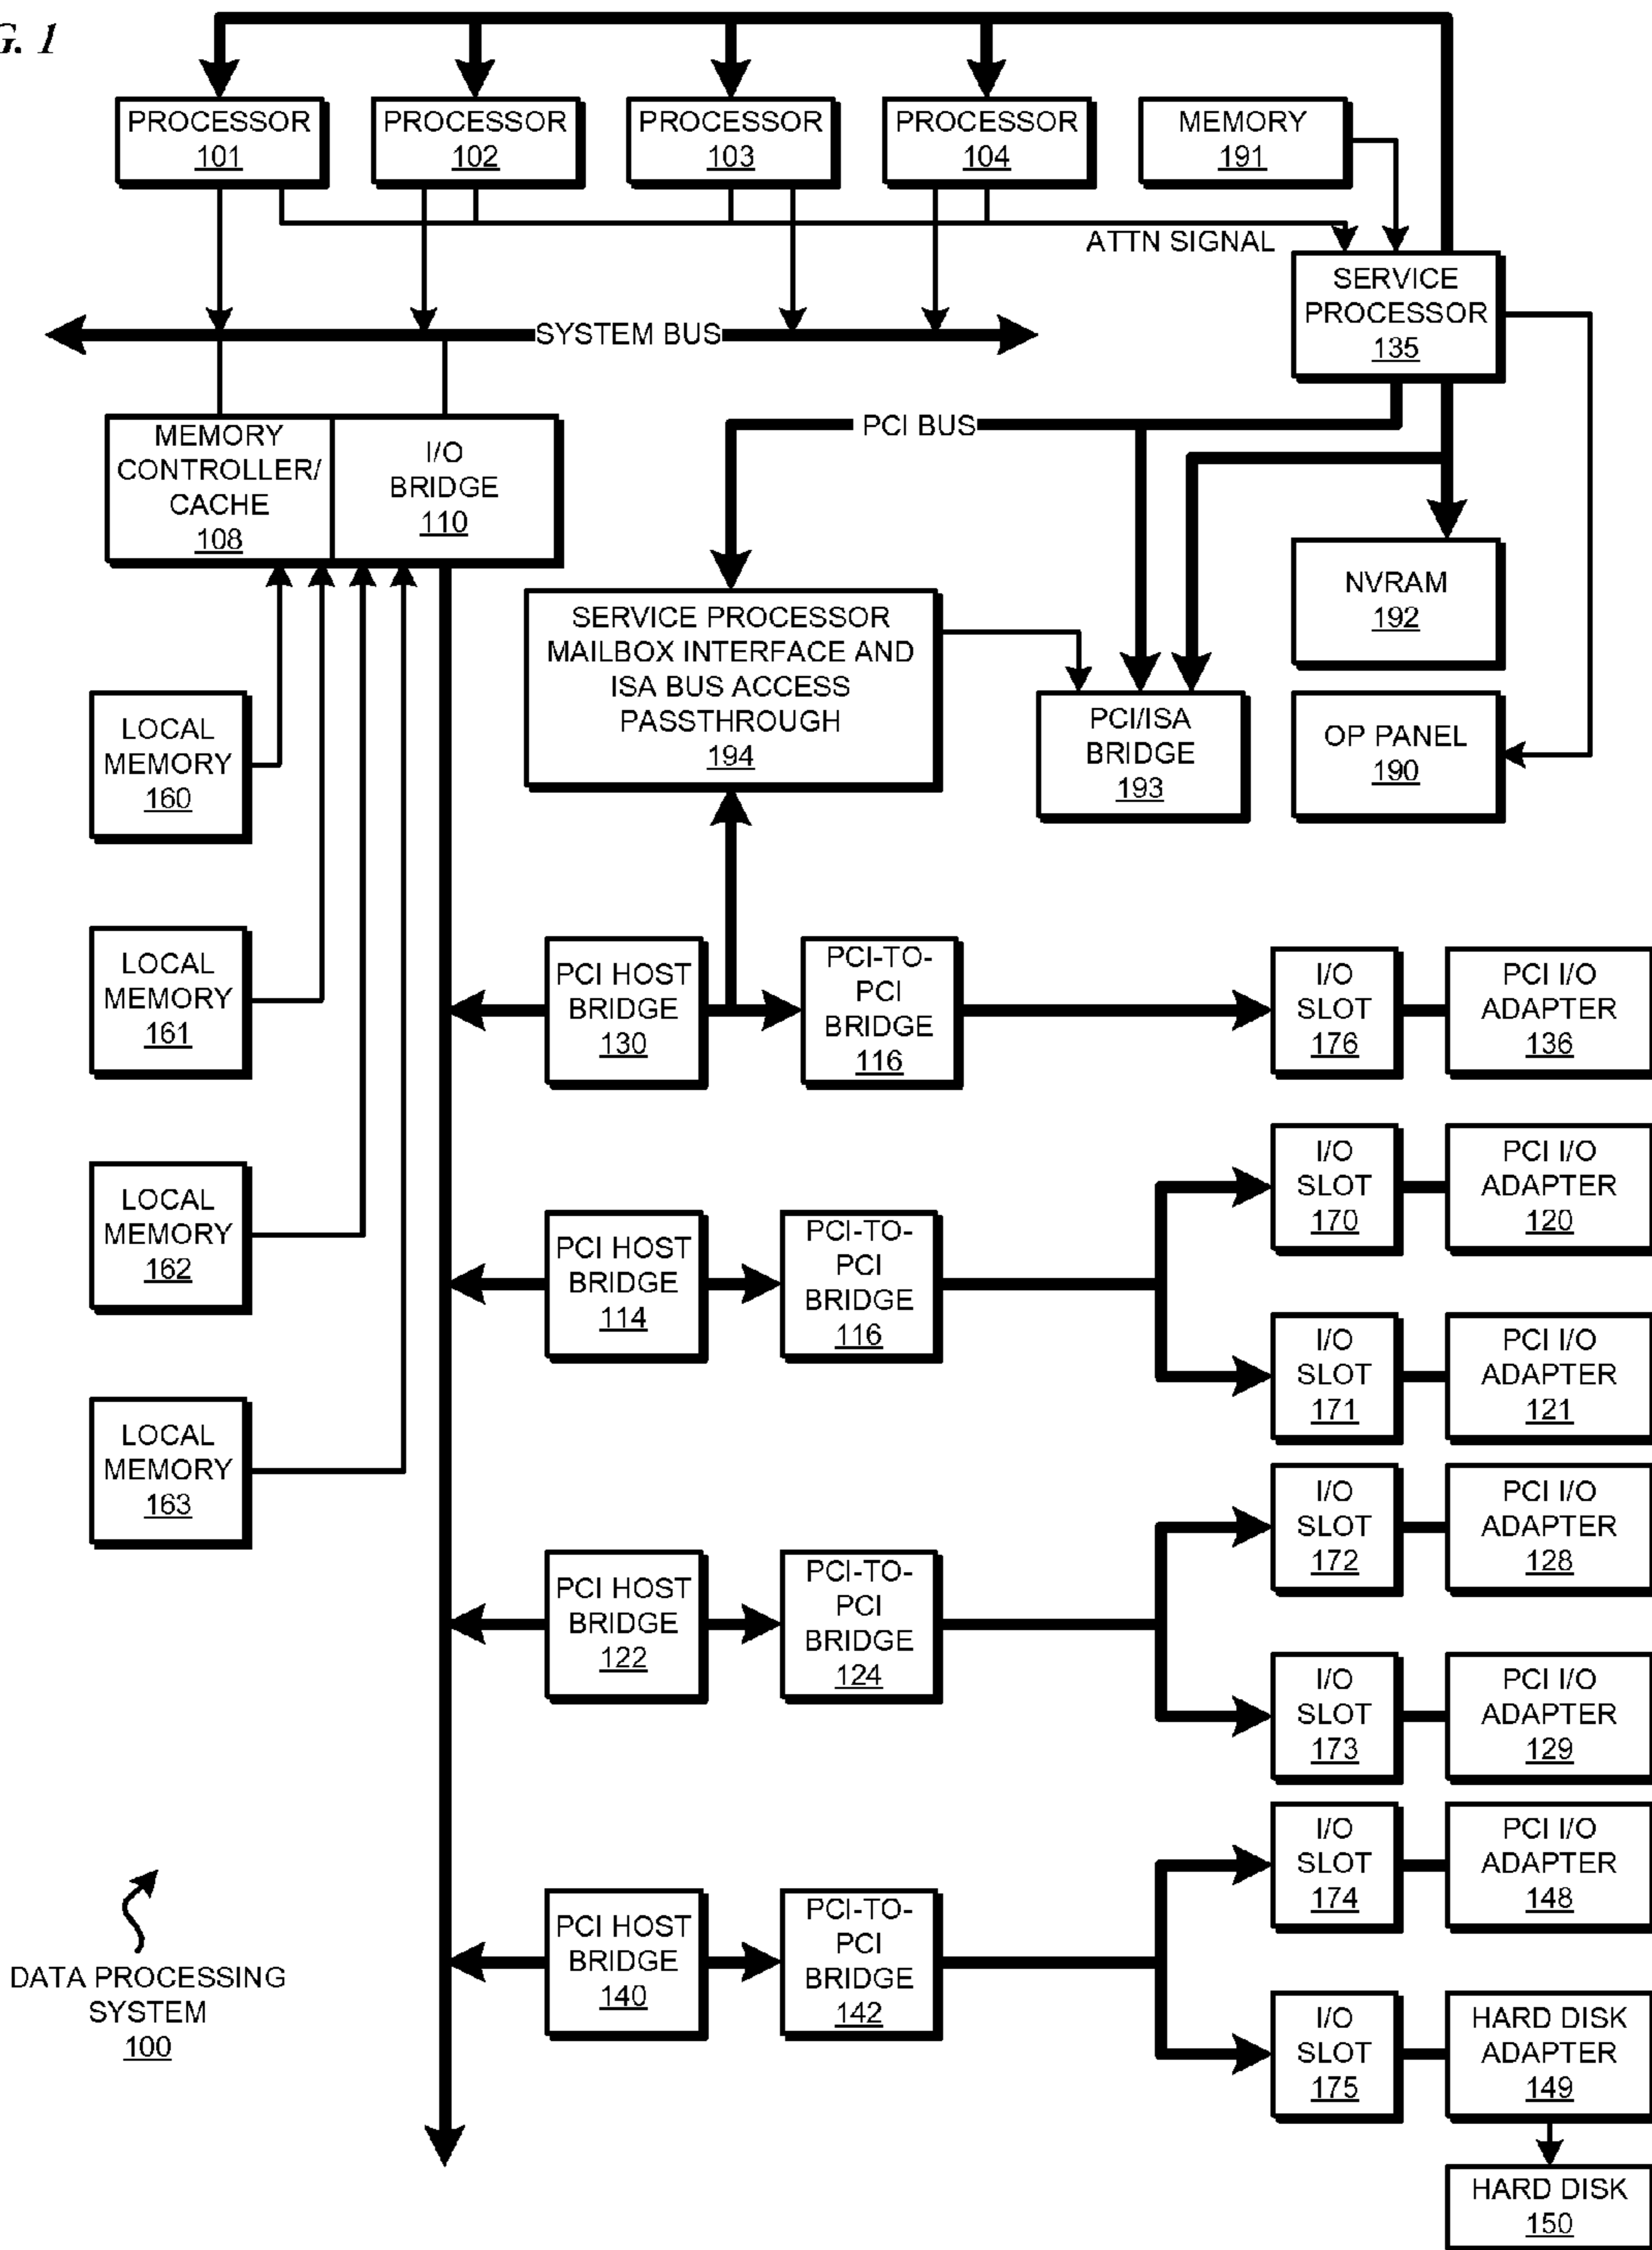 G. 1
PROCESSOR
101
PROCESSOR
102
PROCESSOR
103
PROCESSOR
104
MEMORY
191
ATTN SIGNAL
SERVICE
PROCESSOR
135
SYSTEM BUS
MEMORY
CONTROLLER/
CACHE
108
I/O
BRIDGE
110
PCI BUS
SERVICE PROCESSOR
MAILBOX INTERFACE AND
ISA BUS ACCESS
PASSTHROUGH
194
NVRAM
192
PCI/ISA
BRIDGE
193
OP PANEL
190
LOCAL
MEMORY
160
LOCAL
MEMORY
161
LOCAL
MEMORY
162
LOCAL
MEMORY
163
PCI HOST
BRIDGE
130
PCI-TO-
PCI
BRIDGE
116
I/O
SLOT
176
PCI I/O
ADAPTER
136
I/O
SLOT
170
PCI I/O
ADAPTER
120
PCI HOST
BRIDGE
114
PCI-TO-
PCI
BRIDGE
116
I/O
SLOT
171
PCI I/O
ADAPTER
121
I/O
SLOT
172
PCI I/O
ADAPTER
128
PCI HOST
BRIDGE
122
PCI-TO-
PCI
BRIDGE
124
I/O
SLOT
173
PCI I/O
ADAPTER
129
I/O
SLOT
174
PCI I/O
ADAPTER
148
PCI HOST
BRIDGE
140
PCI-TO-
PCI
BRIDGE
142
I/O
SLOT
175
HARD DISK
ADAPTER
149
HARD DISK
150
DATA PROCESSING
SYSTEM
100